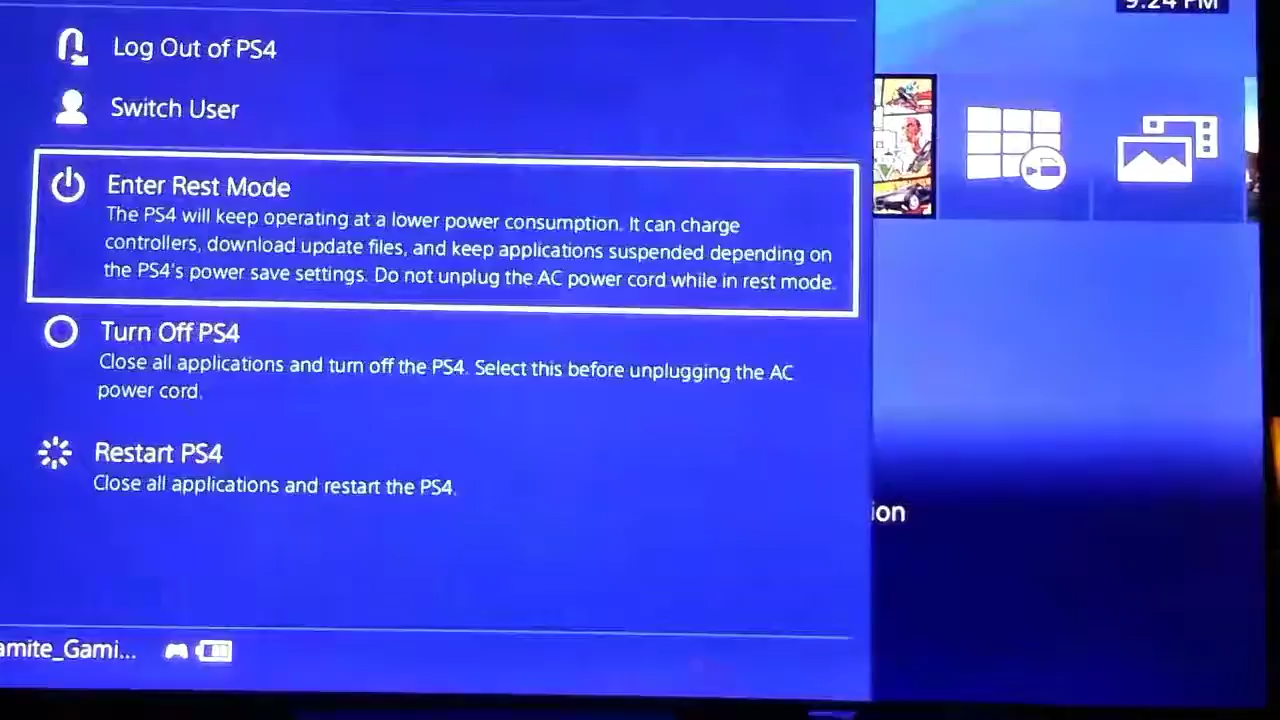 9:24 PM
Log Out of PS4
Switch User
Enter Rest Mode
The PS4 will keep operating at a lower power consumption. It can charge
controllers, download update files, and keep applications suspended depending on
the PS4's power save settings. Do not unplug the AC power cord while in rest mode.
Turn Off PS4
Close all applications and turn off the PS4. Select this before unplugging the AC
power cord.
Restart PS4
Close all applications and restart the PS4.
ion
amite_Gami...